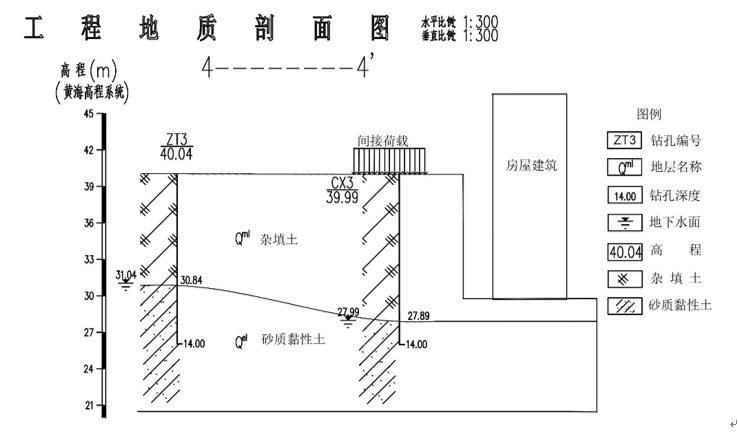 工程地质剖面图
水平比例: 1:300
垂直比例: 1:300
4---------4'
高程(m)
(黄海高程系统)
45
42
39
36
33
30
27
24
21
ZT3
40.04
间接荷载
CX3
39.99
房屋建筑
Qml 杂填土
31.04
30.84
27.99
27.89
14.00
Qel 砂质黏性土
14.00
图例
ZT3 钻孔编号
Qml 地层名称
14.00 钻孔深度
地下水面
40.04 高程
杂填土
砂质黏性土